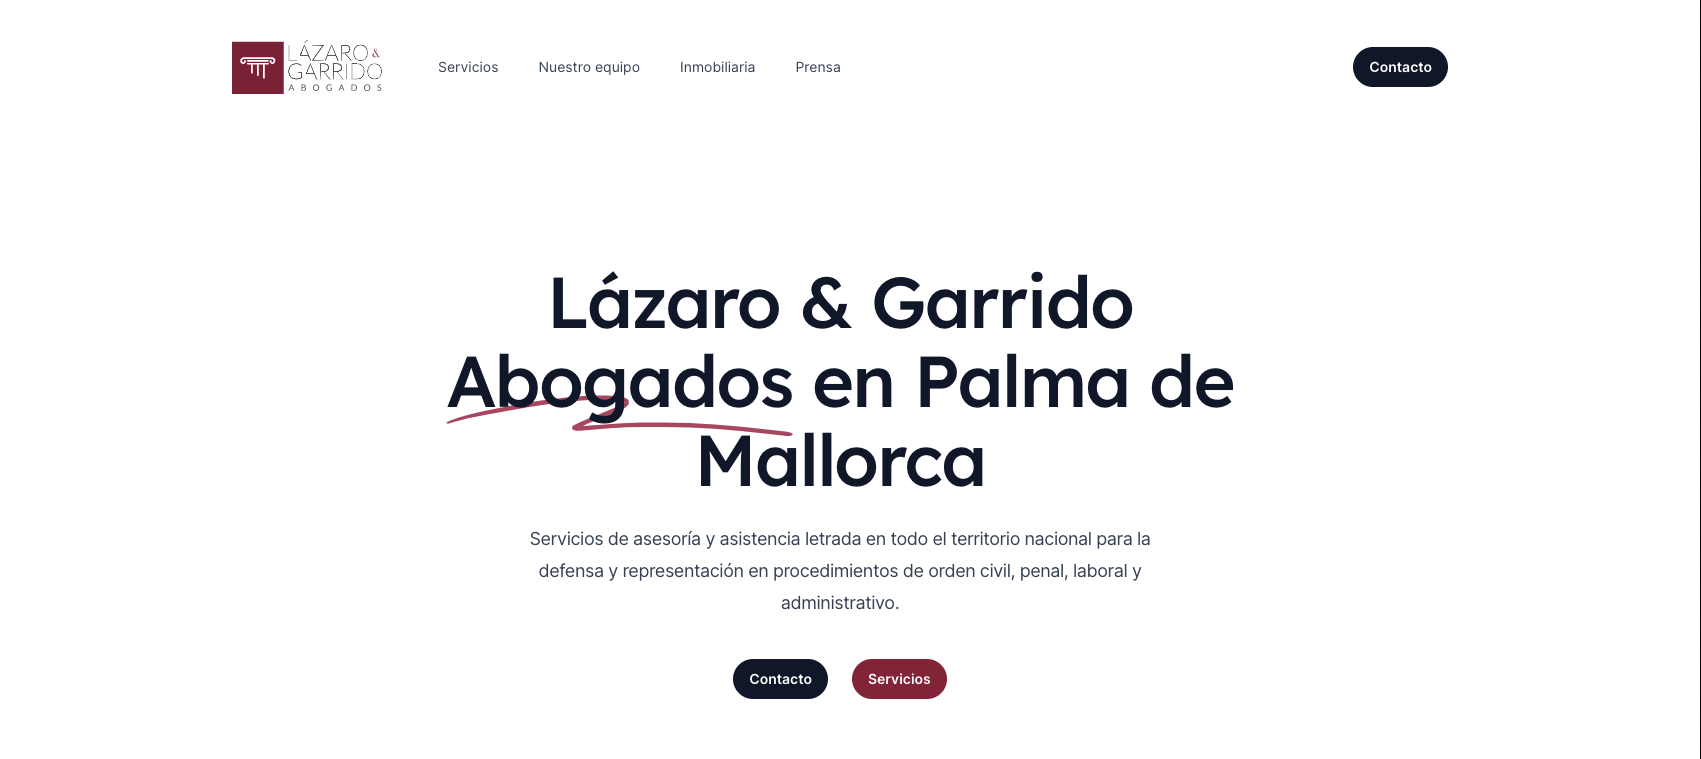 LÁZARO &
GARRIDO
ABOGADOS
Servicios
Nuestro equipo
Inmobiliaria
Prensa
Contacto
Lázaro & Garrido
Abogados en Palma de
Mallorca
Servicios de asesoría y asistencia letrada en todo el territorio nacional para la
defensa y representación en procedimientos de orden civil, penal, laboral y
administrativo.
Contacto
Servicios